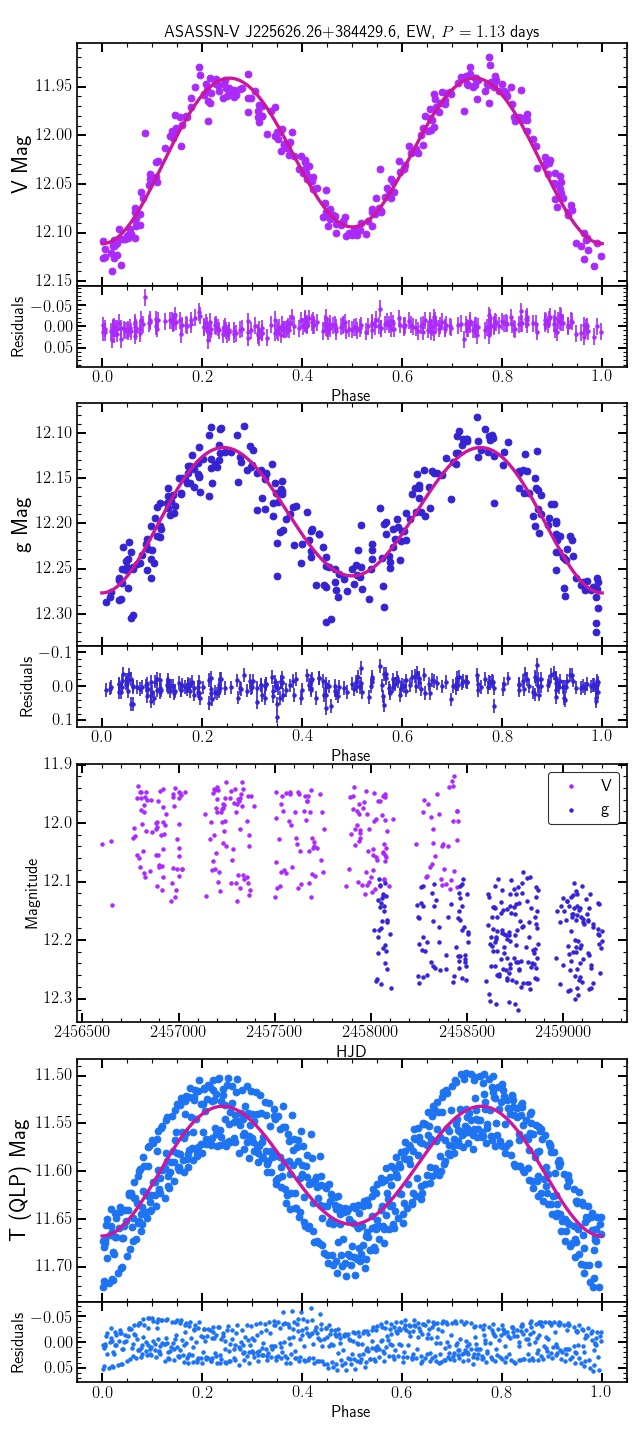 ASASSN-V J225626.26+384429.6, EW, P = 1.13 days
11.95
12.00
12.05
12.10
12.15
V Mag
−0.05
0.00
0.05
Residuals
0.0 0.2 0.4 0.6 0.8 1.0
Phase
12.10
12.15
12.20
12.25
12.30
g Mag
−0.1
0.0
0.1
Residuals
0.0 0.2 0.4 0.6 0.8 1.0
Phase
11.9
12.0
12.1
12.2
12.3
Magnitude
V
g
2456500 2457000 2457500 2458000 2458500 2459000
HJD
11.50
11.55
11.60
11.65
11.70
T (QLP) Mag
−0.05
0.00
0.05
Residuals
0.0 0.2 0.4 0.6 0.8 1.0
Phase